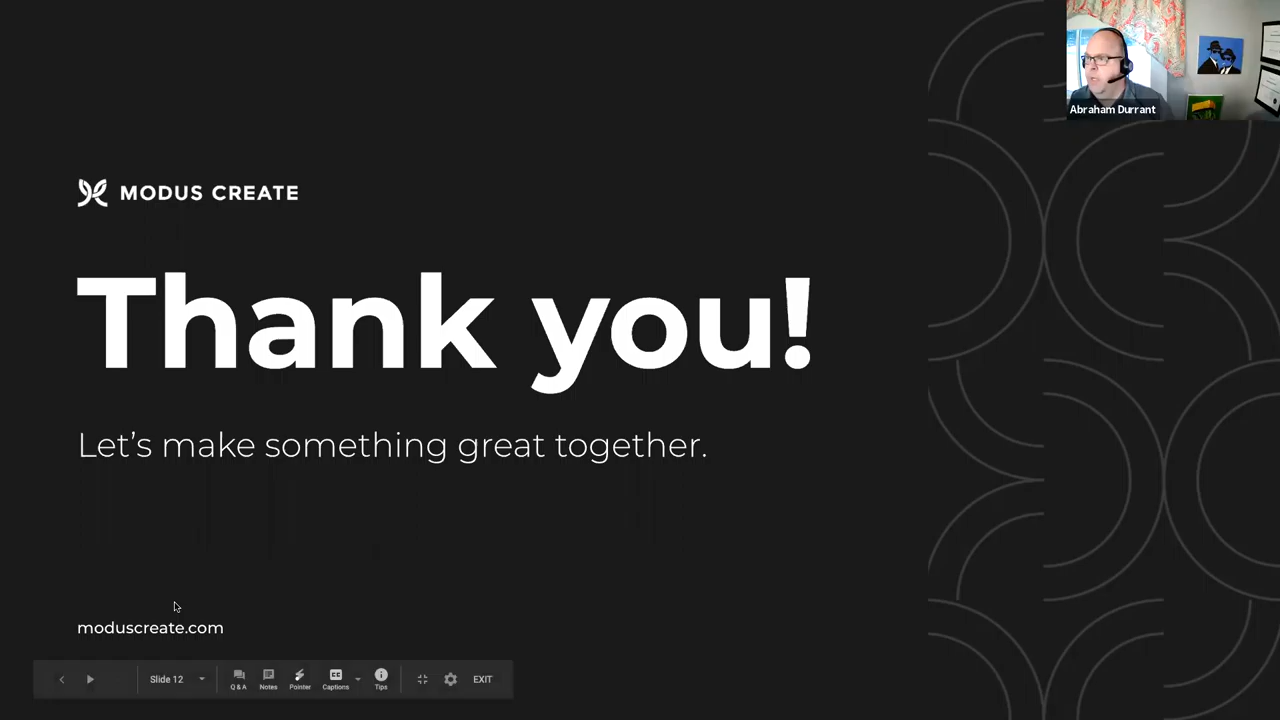 Abraham Durrant
MODUS CREATE
Thank you!
Let's make something great together.
moduscreate.com
Slide 12
Q & A
Notes
Pointer
Captions
Tips
EXIT